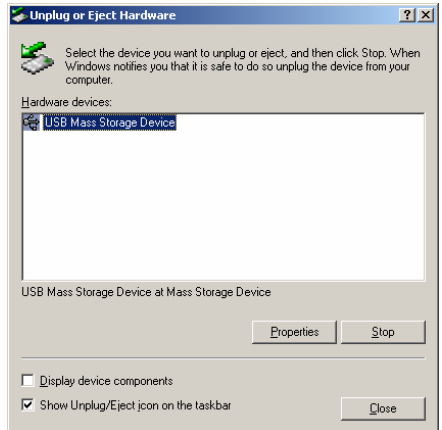 Unplug or Eject Hardware
Select the device you want to unplug or eject, and then click Stop. When
Windows notifies you that it is safe to do so unplug the device from your
computer.
Hardware devices:
USB Mass Storage Device
USB Mass Storage Device at Mass Storage Device
Properties Stop
Display device components
Show Unplug/Eject icon on the taskbar
Close